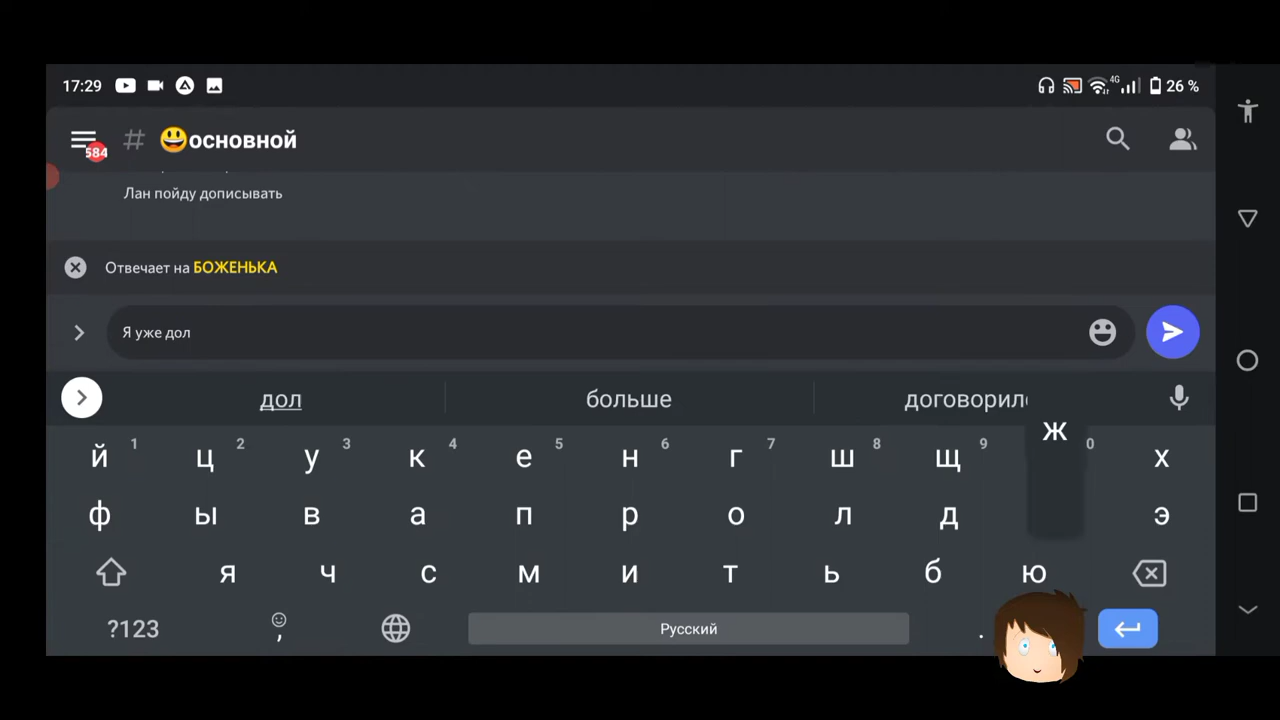 17:29
4G
26 %
584
# 😃основной
Лан пойду дописывать
Отвечает на БОЖЕНЬКА
Я уже дол
дол больше
ж
й 1 ц 2 у 3 к 4 е 5 н 6 г 7 ш 8 щ 9 0 х
ф ы в а п р о л д э
я ч с м и т ь б ю
?123 , Русский .